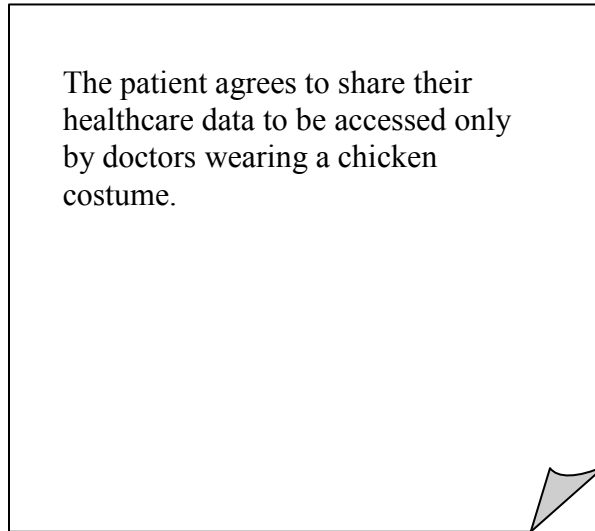 The patient agrees to share their
healthcare data to be accessed only
by doctors wearing a chicken
costume.